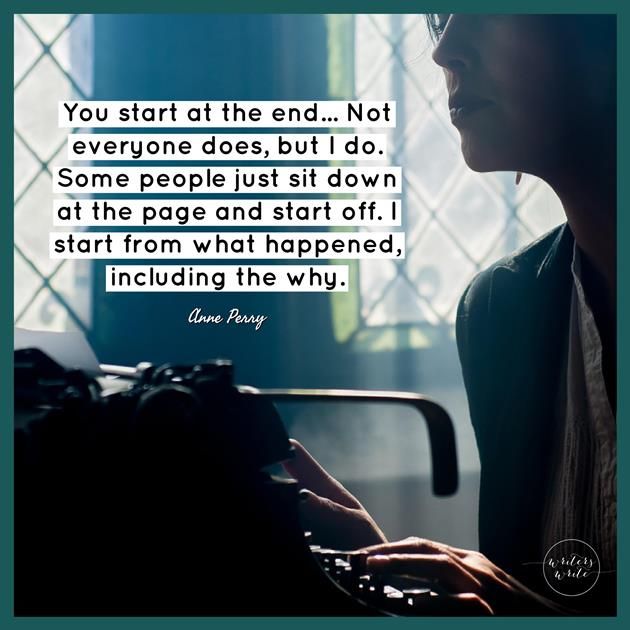 You start at the end... Not
everyone does, but I do.
Some people just sit down
at the page and start off. I
start from what happened,
including the why.
Anne Perry
writers
write